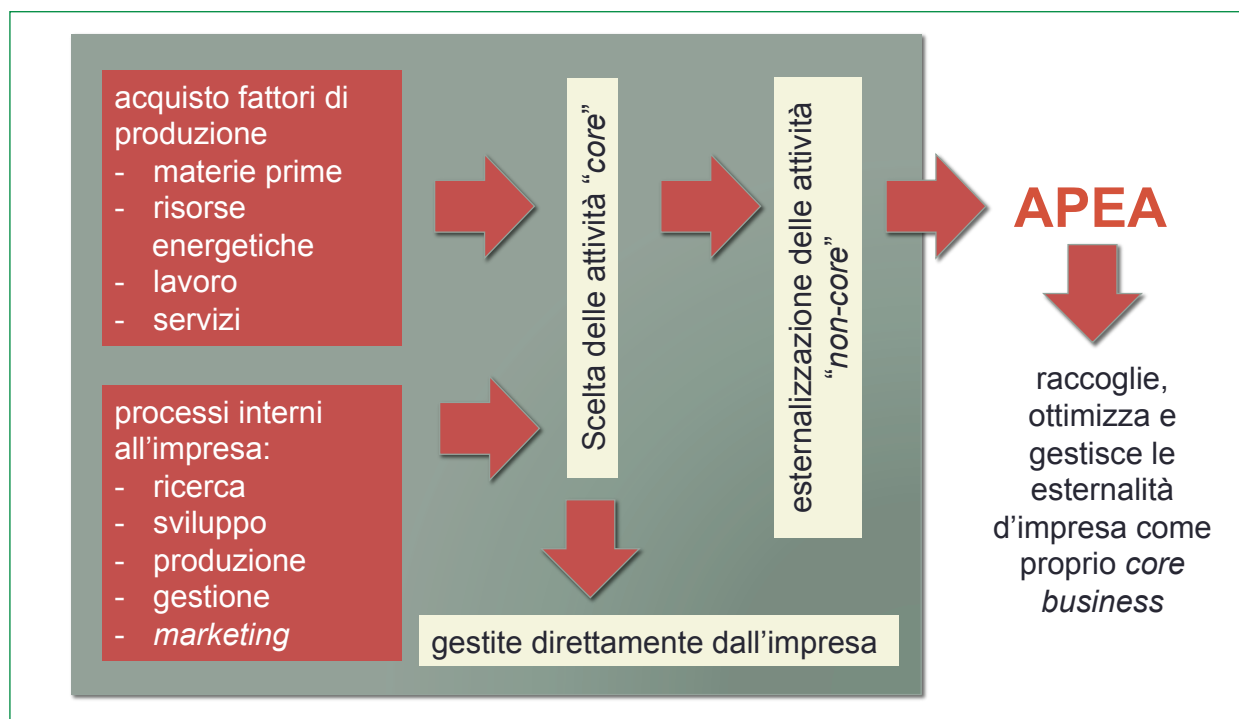 acquisto fattori di
produzione
- materie prime
- risorse
energetiche
- lavoro
- servizi
processi interni
all’impresa:
- ricerca
- sviluppo
- produzione
- gestione
- marketing
Scelta delle attività “core”
gestite direttamente dall’impresa
esternalizzazione delle attività
“non-core”
APEA
raccoglie,
ottimizza e
gestisce le
esternalità
d’impresa come
proprio core
business